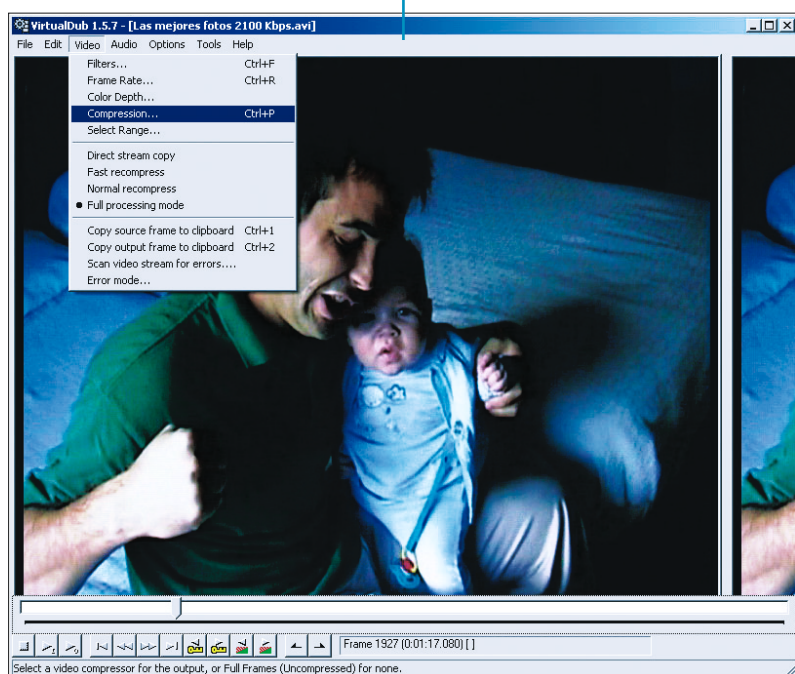 VirtualDub 1.5.7 - [Las mejores fotos 2100 Kbps.avi]
File Edit Video Audio Options Tools Help
Filters... Ctrl+F
Frame Rate... Ctrl+R
Color Depth...
Compression... Ctrl+P
Select Range...
Direct stream copy
Fast recompress
Normal recompress
Full processing mode
Copy source frame to clipboard Ctrl+1
Copy output frame to clipboard Ctrl+2
Scan video stream for errors....
Error mode...
Frame 1927 (0:01:17.080) [ ]
Select a video compressor for the output, or Full Frames (Uncompressed) for none.